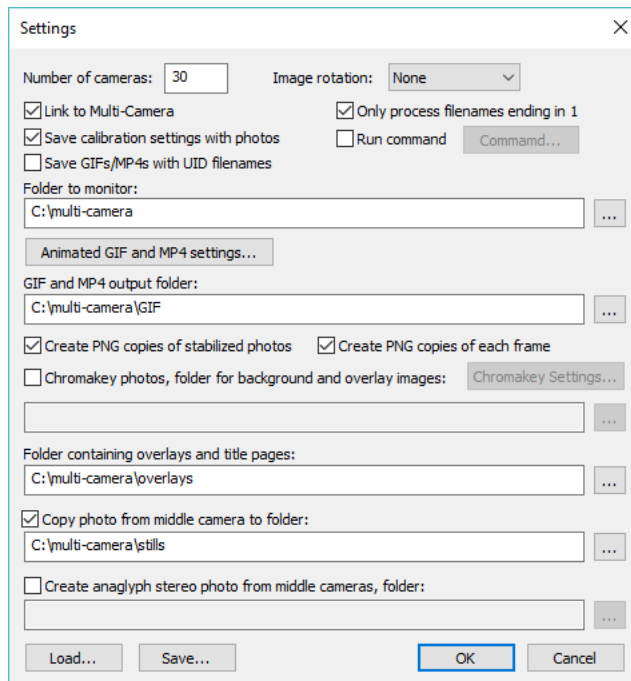 Settings
Number of cameras: 30 Image rotation: None
Link to Multi-Camera Only process filenames ending in 1
Save calibration settings with photos Run command Commamd...
Save GIFs/MP4s with UID filenames
Folder to monitor:
C:\multi-camera ...
Animated GIF and MP4 settings...
GIF and MP4 output folder:
C:\multi-camera\GIF ...
Create PNG copies of stabilized photos Create PNG copies of each frame
Chromakey photos, folder for background and overlay images: Chromakey Settings...
...
Folder containing overlays and title pages:
C:\multi-camera\overlays ...
Copy photo from middle camera to folder:
C:\multi-camera\stills ...
Create anaglyph stereo photo from middle cameras, folder:
...
Load... Save... OK Cancel